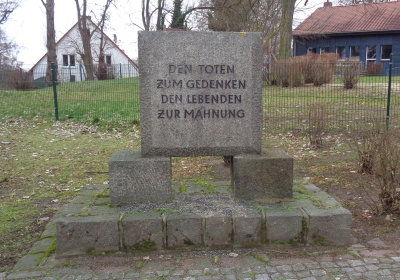 DEN TOTEN
ZUM GEDENKEN
DEN LEBENDEN
ZUR MAHNUNG